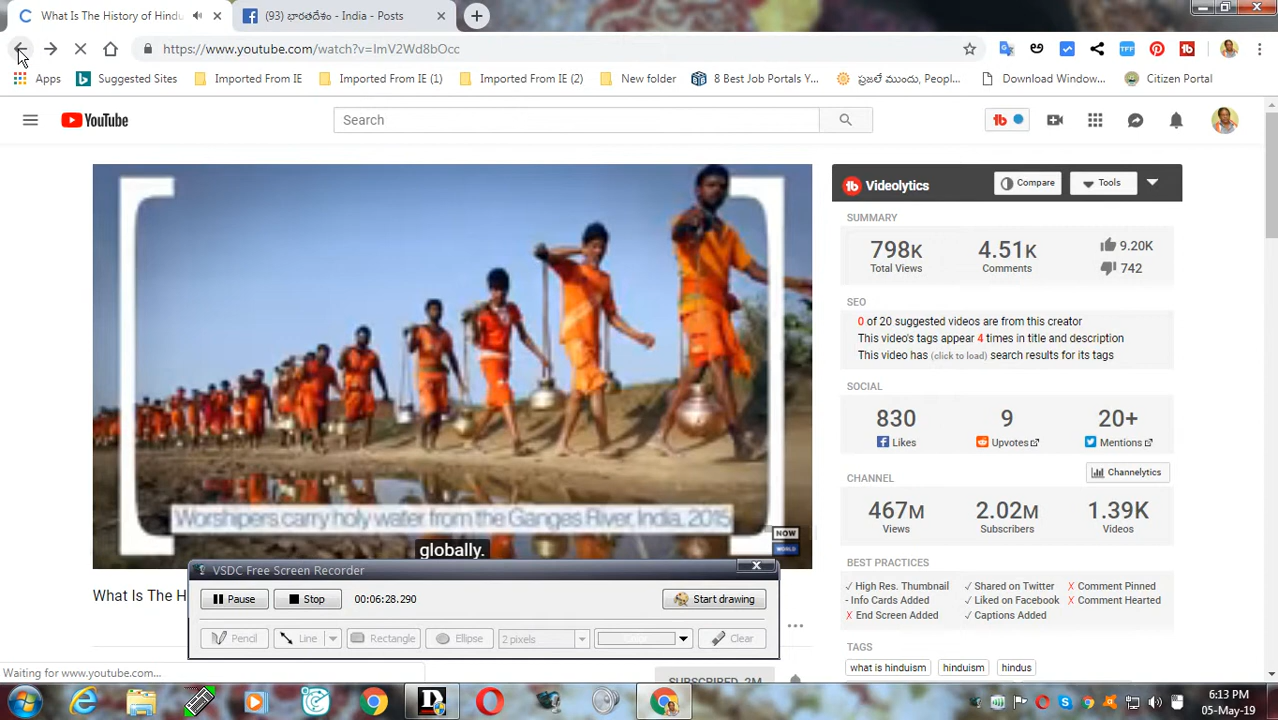 What Is The History of Hindu
(93) భారతదేశం - India - Posts
https://www.youtube.com/watch?v=ImV2Wd8bOcc
TFF
Apps
Suggested Sites
Imported From IE
Imported From IE (1)
Imported From IE (2)
New folder
8 Best Job Portals Y...
ప్రజలే ముందు, Peopl...
Download Window...
Citizen Portal
YouTube
Search
Videolytics
Compare
Tools
SUMMARY
798K
Total Views
4.51K
Comments
9.20K
742
SEO
0 of 20 suggested videos are from this creator
This video's tags appear 4 times in title and description
This video has (click to load) search results for its tags
SOCIAL
830
Likes
9
Upvotes
20+
Mentions
CHANNEL
Channelytics
467M
Views
2.02M
Subscribers
1.39K
Videos
BEST PRACTICES
✓ High Res. Thumbnail
✓ Shared on Twitter
X Comment Pinned
- Info Cards Added
✓ Liked on Facebook
X Comment Hearted
X End Screen Added
✓ Captions Added
TAGS
what is hinduism
hinduism
hindus
Worshipers carry holy water from the Ganges River, India, 2015
NOW
WORLD
globally.
What Is The H
VSDC Free Screen Recorder
Pause
Stop
00:06:28.290
Start drawing
Pencil
Line
Rectangle
Ellipse
2 pixels
Clear
SUBSCRIBED 2M
Waiting for www.youtube.com...
6:13 PM
05-May-19